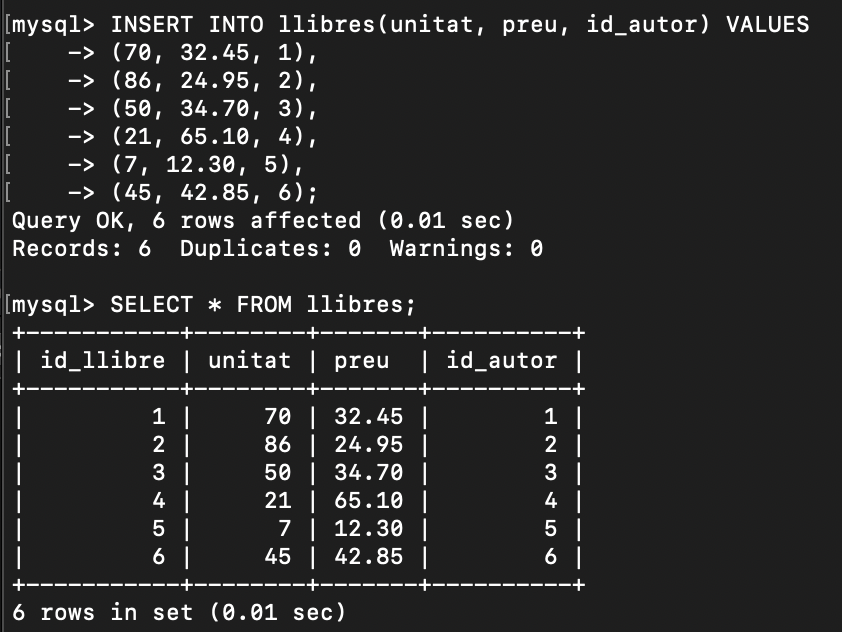 [mysql> INSERT INTO llibres(unitat, preu, id_autor) VALUES
[    -> (70, 32.45, 1),
[    -> (86, 24.95, 2),
[    -> (50, 34.70, 3),
[    -> (21, 65.10, 4),
[    -> (7, 12.30, 5),
[    -> (45, 42.85, 6);
Query OK, 6 rows affected (0.01 sec)
Records: 6  Duplicates: 0  Warnings: 0

[mysql> SELECT * FROM llibres;
+-----------+--------+-------+----------+
| id_llibre | unitat | preu  | id_autor |
+-----------+--------+-------+----------+
|         1 |     70 | 32.45 |        1 |
|         2 |     86 | 24.95 |        2 |
|         3 |     50 | 34.70 |        3 |
|         4 |     21 | 65.10 |        4 |
|         5 |      7 | 12.30 |        5 |
|         6 |     45 | 42.85 |        6 |
+-----------+--------+-------+----------+
6 rows in set (0.01 sec)